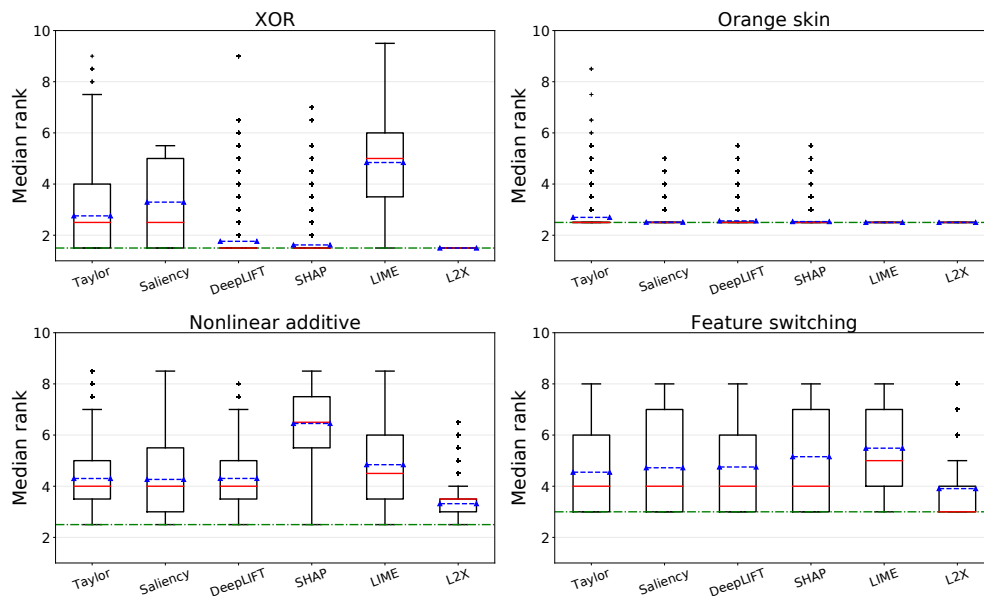 XOR
Median rank
10
8
6
4
2
Taylor
Saliency
DeepLIFT
SHAP
LIME
L2X
Orange skin
Median rank
10
8
6
4
2
Taylor
Saliency
DeepLIFT
SHAP
LIME
L2X
Nonlinear additive
Median rank
10
8
6
4
2
Taylor
Saliency
DeepLIFT
SHAP
LIME
L2X
Feature switching
Median rank
10
8
6
4
2
Taylor
Saliency
DeepLIFT
SHAP
LIME
L2X